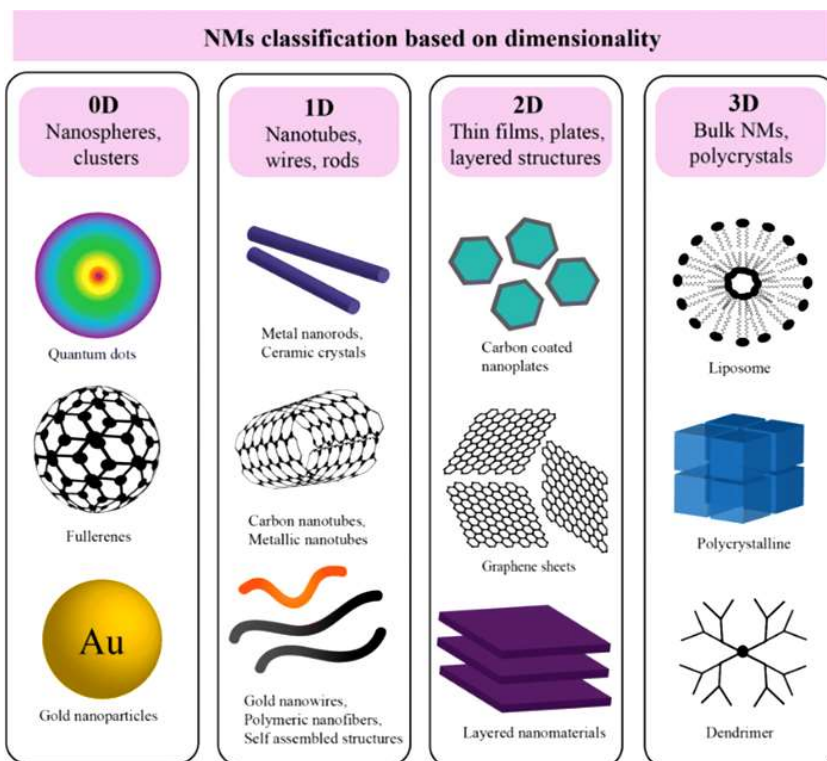 NMs classification based on dimensionality
0D
Nanospheres,
clusters
Quantum dots
Fullerenes
Au
Gold nanoparticles
1D
Nanotubes,
wires, rods
Metal nanorods,
Ceramic crystals
Carbon nanotubes,
Metallic nanotubes
Gold nanowires,
Polymeric nanofibers,
Self assembled structures
2D
Thin films, plates,
layered structures
Carbon coated
nanoplates
Graphene sheets
Layered nanomaterials
3D
Bulk NMs,
polycrystals
Liposome
Polycrystalline
Dendrimer